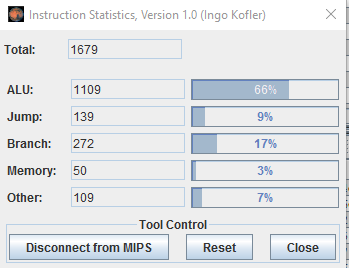 Instruction Statistics, Version 1.0 (Ingo Kofler)
Total: 1679
ALU: 1109 66%
Jump: 139 9%
Branch: 272 17%
Memory: 50 3%
Other: 109 7%
Tool Control
Disconnect from MIPS Reset Close